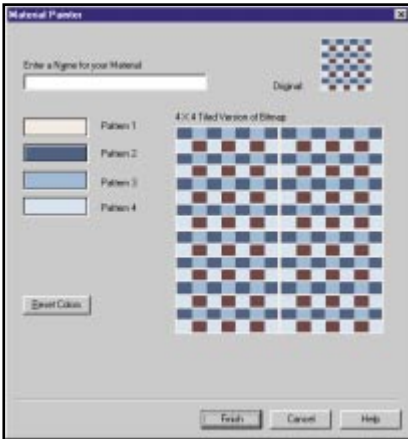 Material Painter
Enter a Name for your Material
Original:
4 X 4 Tiled Version of Bitmap
Pattern 1
Pattern 2
Pattern 3
Pattern 4
Reset Colors
Finish
Cancel
Help